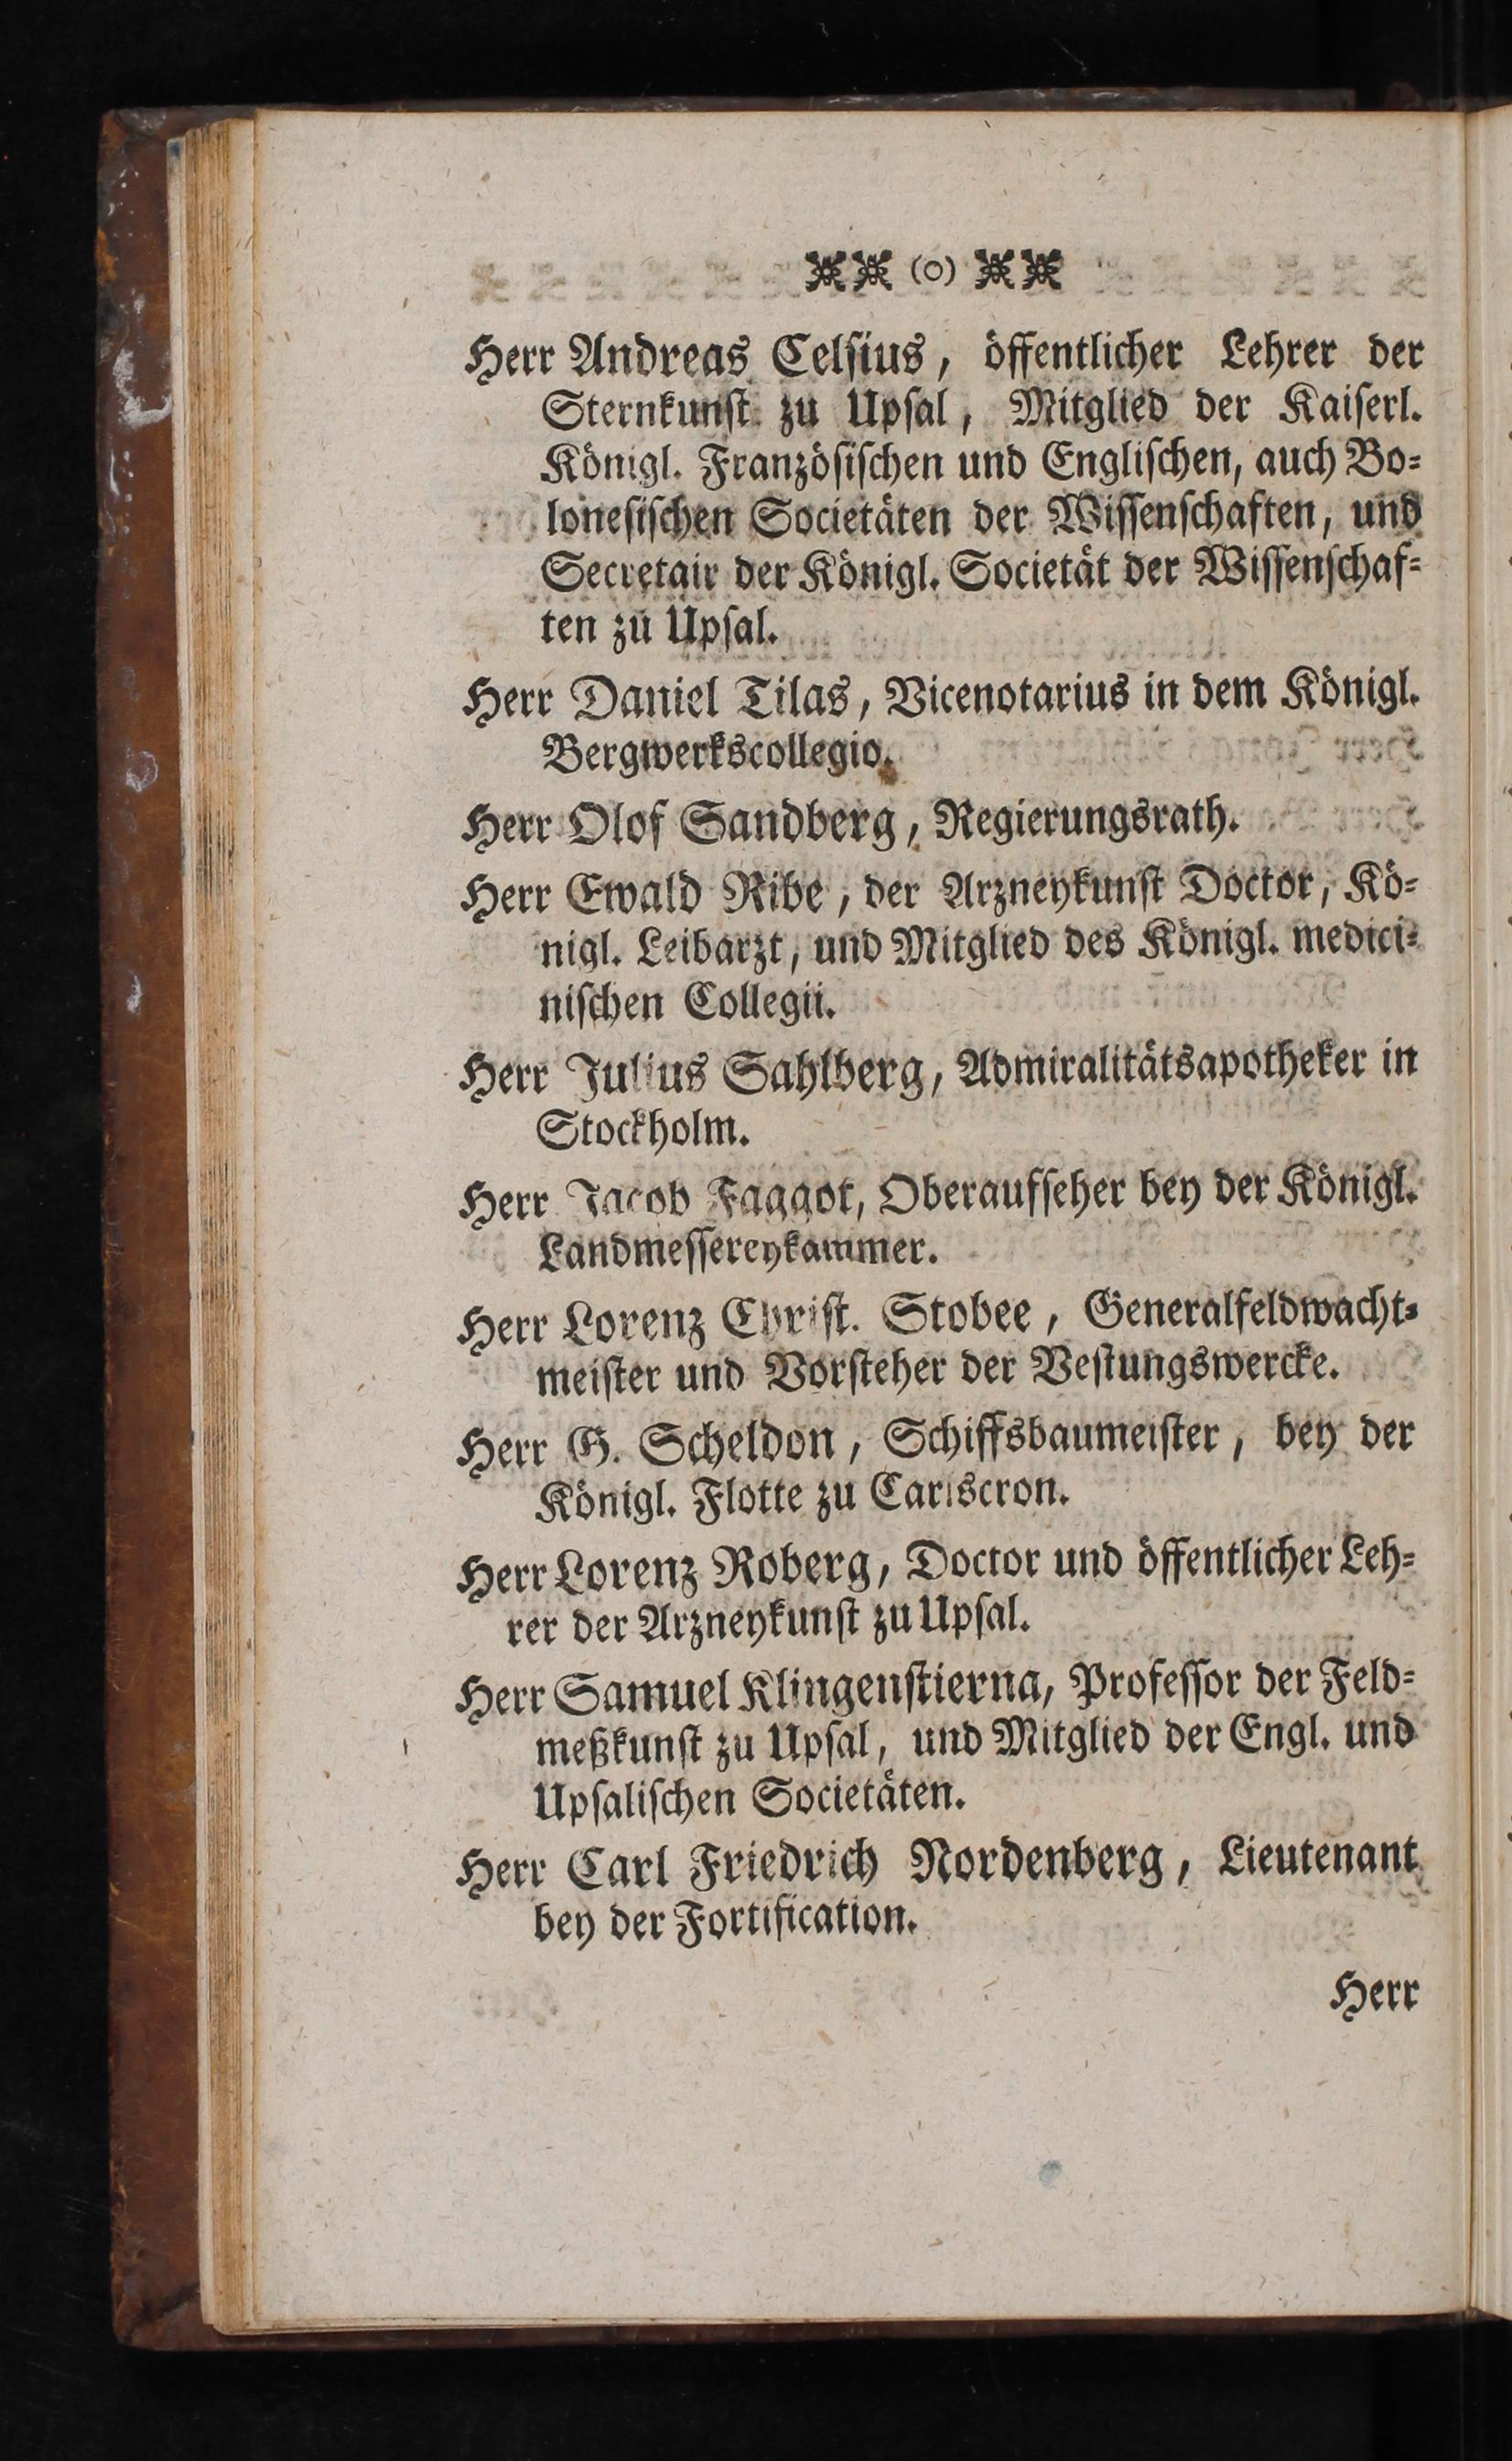 (o)
Herr Andreas Celsius, öffentlicher Lehrer der
Sternkunst zu Upsal, Mitglied der Kaiserl.
Königl. Französischen und Englischen, auch Bo-
lonesischen Societäten der Wissenschaften, und
Secretair der Königl. Societät der Wissenschaf-
ten zu Upsal.
Herr Daniel Tilas, Vicenotarius in dem Königl.
Bergwerkscollegio.
Herr Olof Sandberg, Regierungsrath.
Herr Ewald Ribe, der Arzneykunst Doctor, Kö-
nigl. Leibarzt, und Mitglied des Königl. medici-
nischen Collegii.
Herr Julius Sahlberg, Admiralitätsapotheker in
Stockholm.
Herr Jacob Faggot, Oberaufseher bey der Königl.
Landmessereykammer.
Herr Lorenz Christ. Stobee, Generalfeldwacht-
meister und Vorsteher der Vestungswercke.
Herr G. Scheldon, Schiffsbaumeister, bey der
Königl. Flotte zu Carlscron.
Herr Lorenz Roberg, Doctor und öffentlicher Leh-
rer der Arzneykunst zu Upsal.
Herr Samuel Klingenstierna, Professor der Feld-
meßkunst zu Upsal, und Mitglied der Engl. und
Upsalischen Societäten.
Herr Carl Friedrich Nordenberg, Lieutenant
bey der Fortification.
Herr